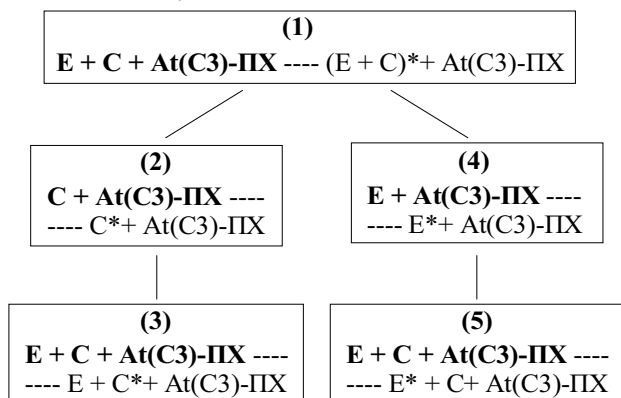 (1)
E + C + At(C3)-ПХ ---- (E + C)*+ At(C3)-ПХ
(2)
C + At(C3)-ПХ ----
---- C*+ At(C3)-ПХ
(4)
E + At(C3)-ПХ ----
---- E*+ At(C3)-ПХ
(3)
E + C + At(C3)-ПХ ----
---- E + C*+ At(C3)-ПХ
(5)
E + C + At(C3)-ПХ ----
---- E* + C+ At(C3)-ПХ